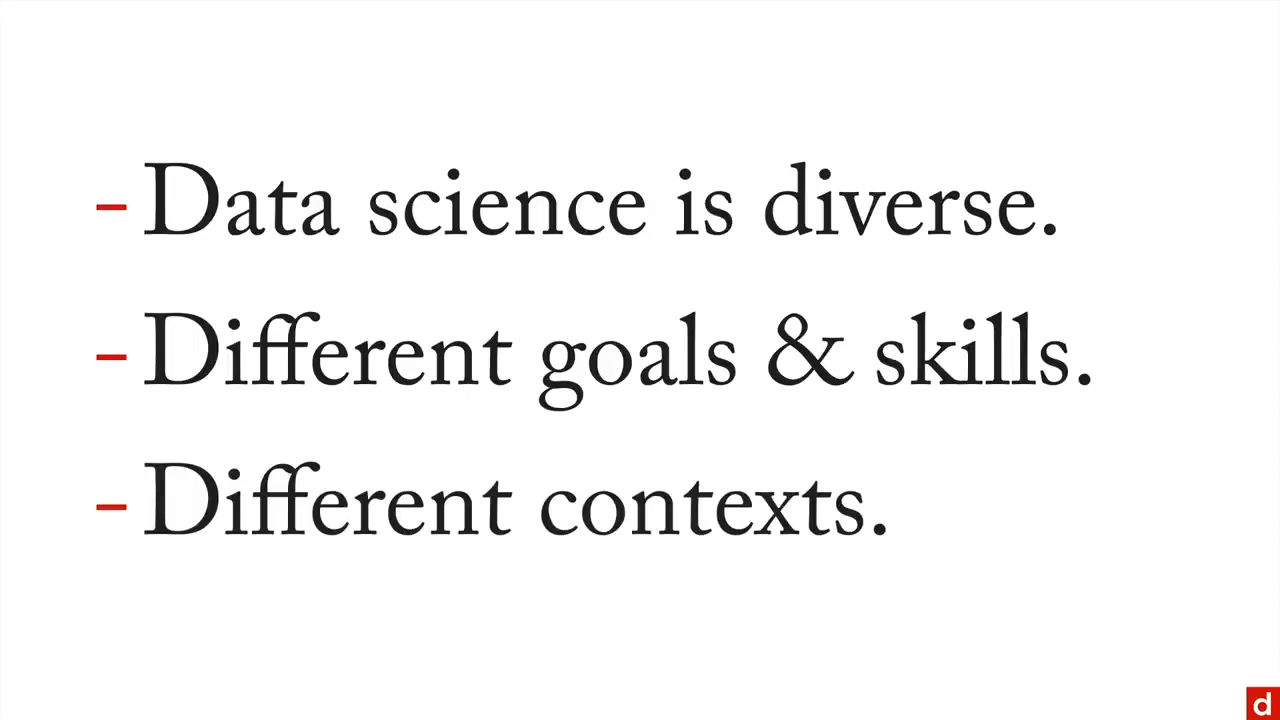 - Data science is diverse.
- Different goals & skills.
- Different contexts.
d